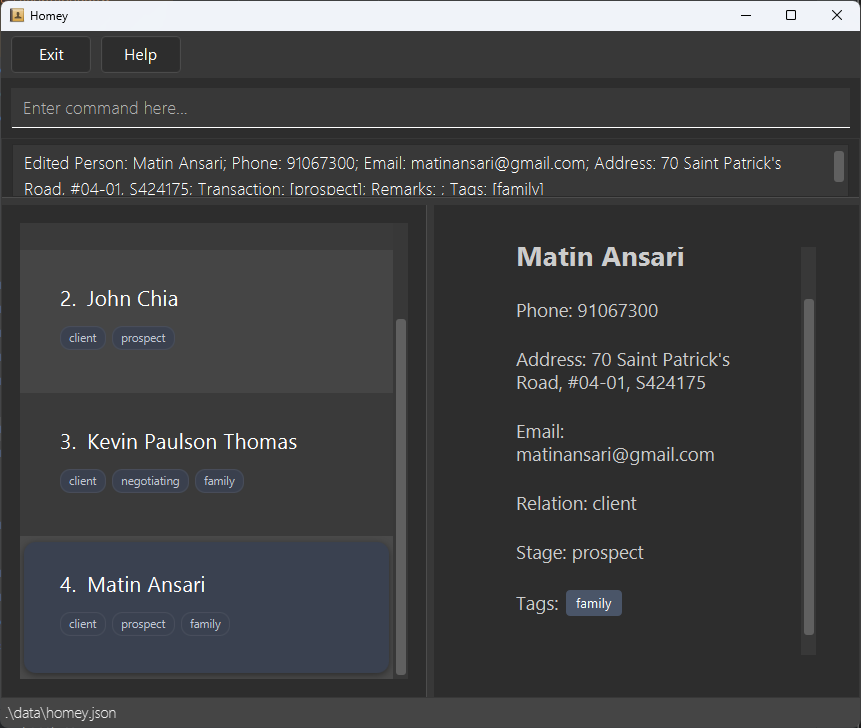 Homey
Exit Help
Enter command here...
Edited Person: Matin Ansari; Phone: 91067300; Email: matinansari@gmail.com; Address: 70 Saint Patrick's
Road, #04-01, S424175; Transaction: [prospect]; Remarks: ; Tags: [family]
2. John Chia
client prospect
3. Kevin Paulson Thomas
client negotiating family
4. Matin Ansari
client prospect family
Matin Ansari
Phone: 91067300
Address: 70 Saint Patrick's
Road, #04-01, S424175
Email:
matinansari@gmail.com
Relation: client
Stage: prospect
Tags: family
.\data\homey.json